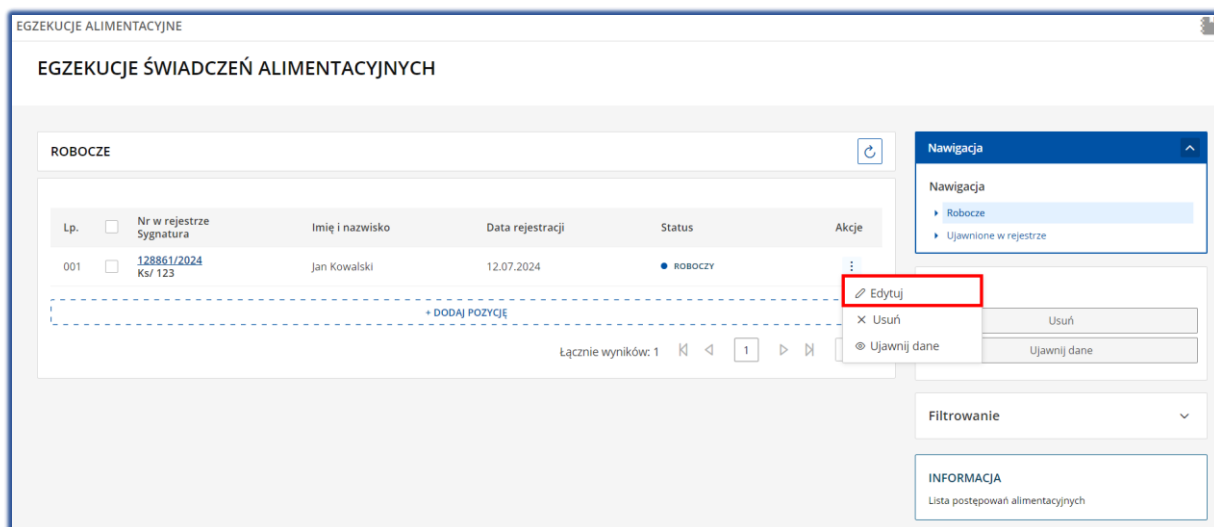 EGZEKUCJE ALIMENTACYJNE
EGZEKUCJE ŚWIADCZEŃ ALIMENTACYJNYCH
ROBOCZE
Lp.
Nr w rejestrze
Sygnatura
Imię i nazwisko
Data rejestracji
Status
Akcje
001
128861/2024
Ks/ 123
Jan Kowalski
12.07.2024
ROBOCZY
Edytuj
Usuń
Ujawnij dane
+ DODAJ POZYCJĘ
Łącznie wyników: 1
1
Nawigacja
Nawigacja
Robocze
Ujawnione w rejestrze
Usuń
Ujawnij dane
Filtrowanie
INFORMACJA
Lista postępowań alimentacyjnych